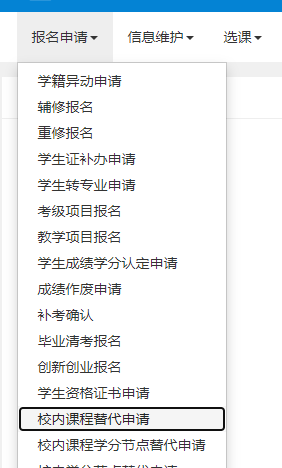 报名申请 信息维护 选课
学籍异动申请
辅修报名
重修报名
学生证补办申请
学生转专业申请
考级项目报名
教学项目报名
学生成绩学分认定申请
成绩作废申请
补考确认
毕业清考报名
创新创业报名
学生资格证书申请
校内课程替代申请
校内课程学分节点替代申请